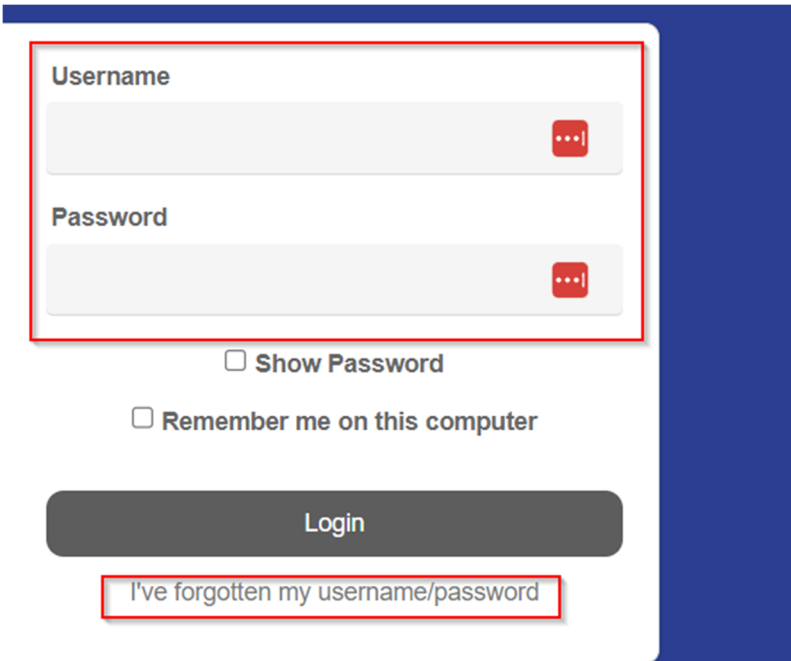 Username
Password
Show Password
Remember me on this computer
Login
I've forgotten my username/password